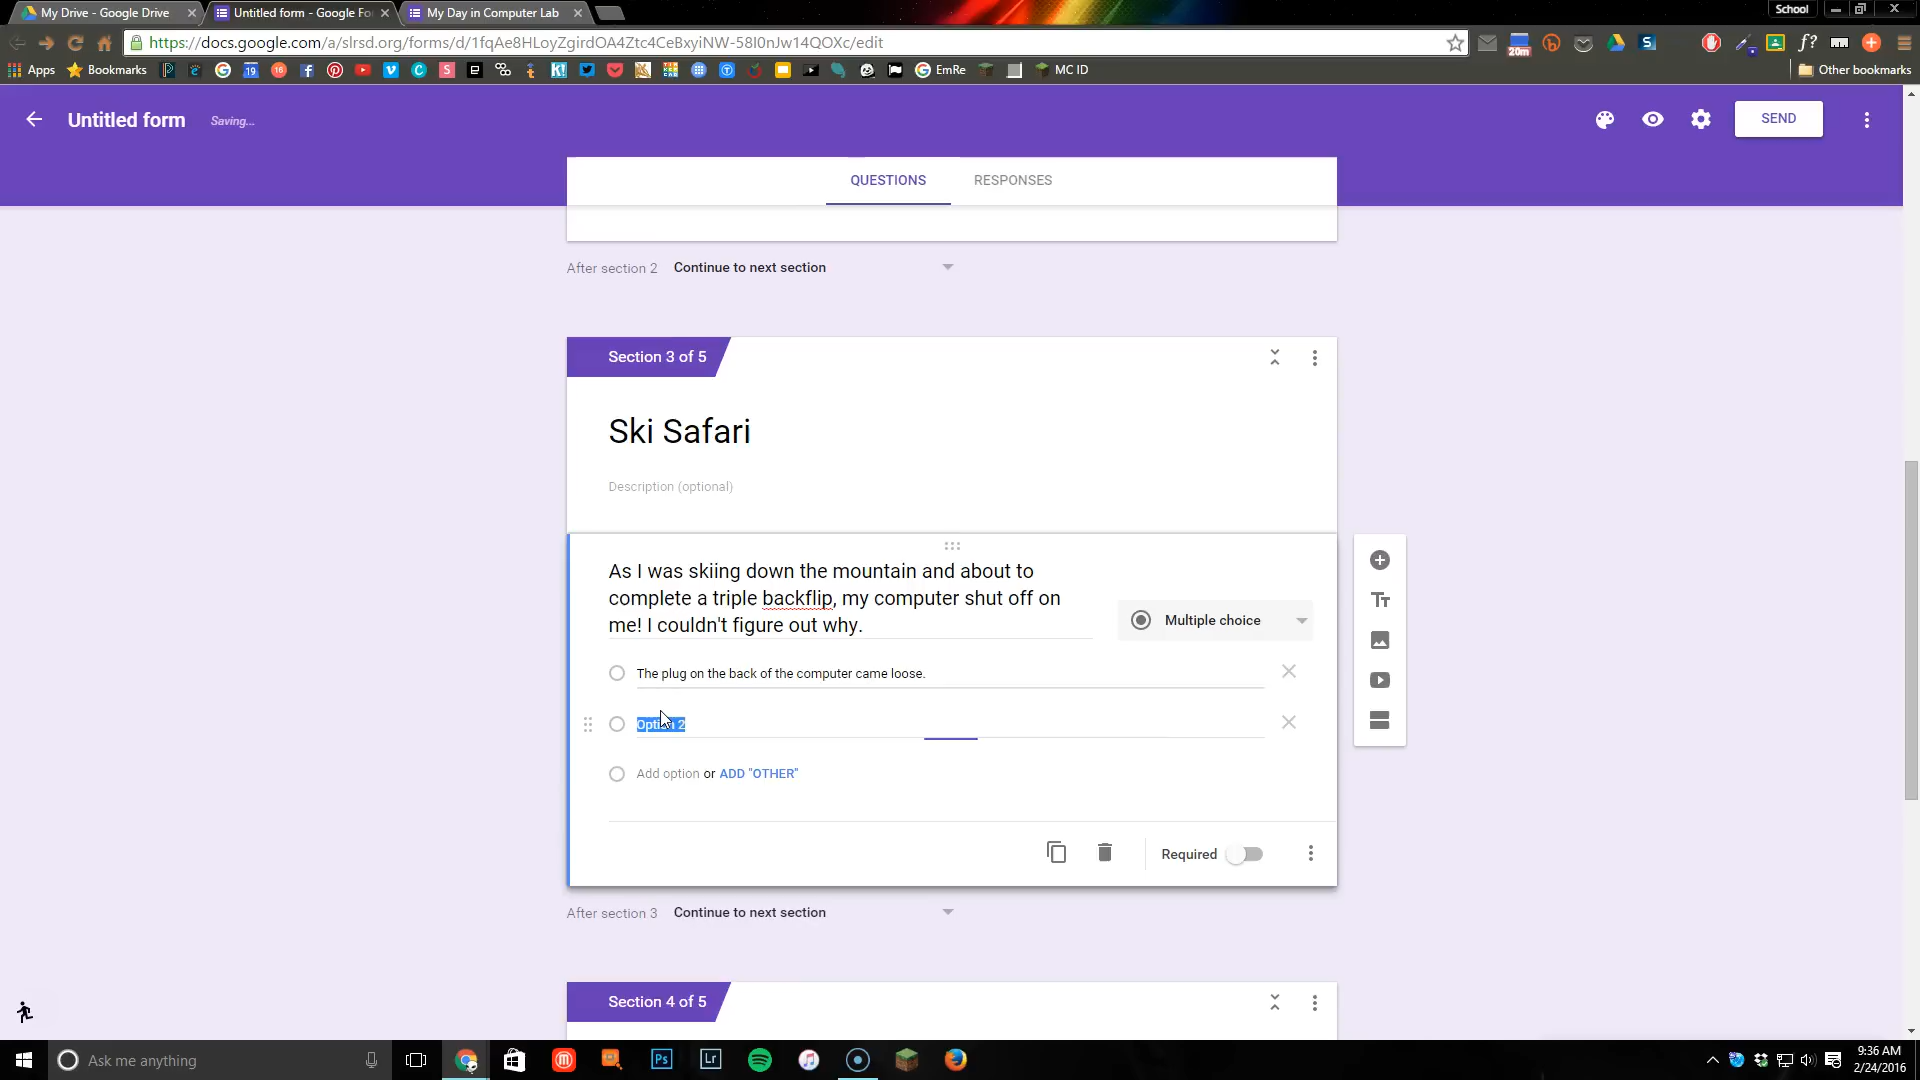 My Drive - Google Drive
Untitled form - Google Fo
My Day in Computer Lab
School
https://docs.google.com/a/slrsd.org/forms/d/1fqAe8HLoyZgirdOA4Ztc4CeBxyiNW-58I0nJw14QOXc/edit
20m
f?
Apps
Bookmarks
EmRe
MC ID
Other bookmarks
Untitled form
Saving...
SEND
QUESTIONS
RESPONSES
After section 2
Continue to next section
Section 3 of 5
Ski Safari
Description (optional)
As I was skiing down the mountain and about to
complete a triple backflip, my computer shut off on
me! I couldn't figure out why.
Multiple choice
The plug on the back of the computer came loose.
Option 2
Add option or ADD "OTHER"
Required
After section 3
Continue to next section
Section 4 of 5
Ask me anything
Ps
Lr
9:36 AM
2/24/2016